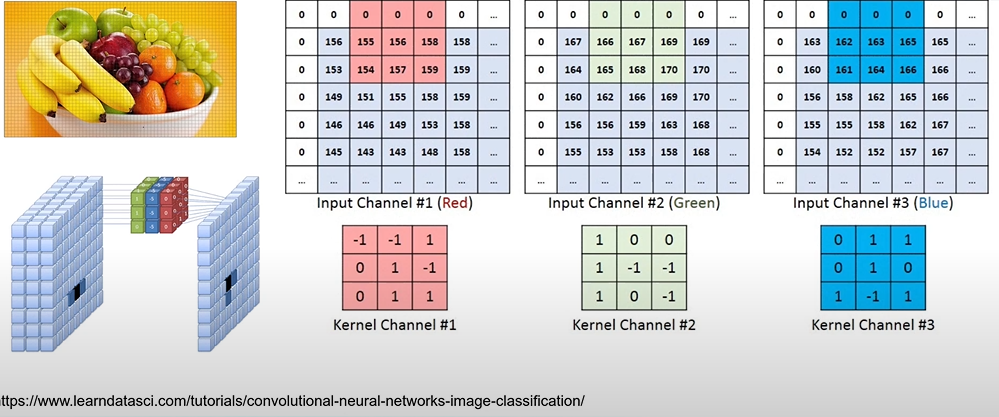 0 0 0 0 0 0 ...
0 156 155 156 158 158 ...
0 153 154 157 159 159 ...
0 149 151 155 158 159 ...
0 146 146 149 153 158 ...
0 145 143 143 148 158 ...
... ... ... ... ... ... ...
Input Channel #1 (Red)
0 0 0 0 0 0 ...
0 167 166 167 169 169 ...
0 164 165 168 170 170 ...
0 160 162 166 169 170 ...
0 156 156 159 163 168 ...
0 155 153 153 158 168 ...
... ... ... ... ... ... ...
Input Channel #2 (Green)
0 0 0 0 0 0 ...
0 163 162 163 165 165 ...
0 160 161 164 166 166 ...
0 156 158 162 165 166 ...
0 155 155 158 162 167 ...
0 154 152 152 157 167 ...
... ... ... ... ... ... ...
Input Channel #3 (Blue)
-1 -1 1
0 1 -1
0 1 1
Kernel Channel #1
1 0 0
1 -1 -1
1 0 -1
Kernel Channel #2
0 1 1
0 1 0
1 -1 1
Kernel Channel #3
ttps://www.learndatasci.com/tutorials/convolutional-neural-networks-image-classification/